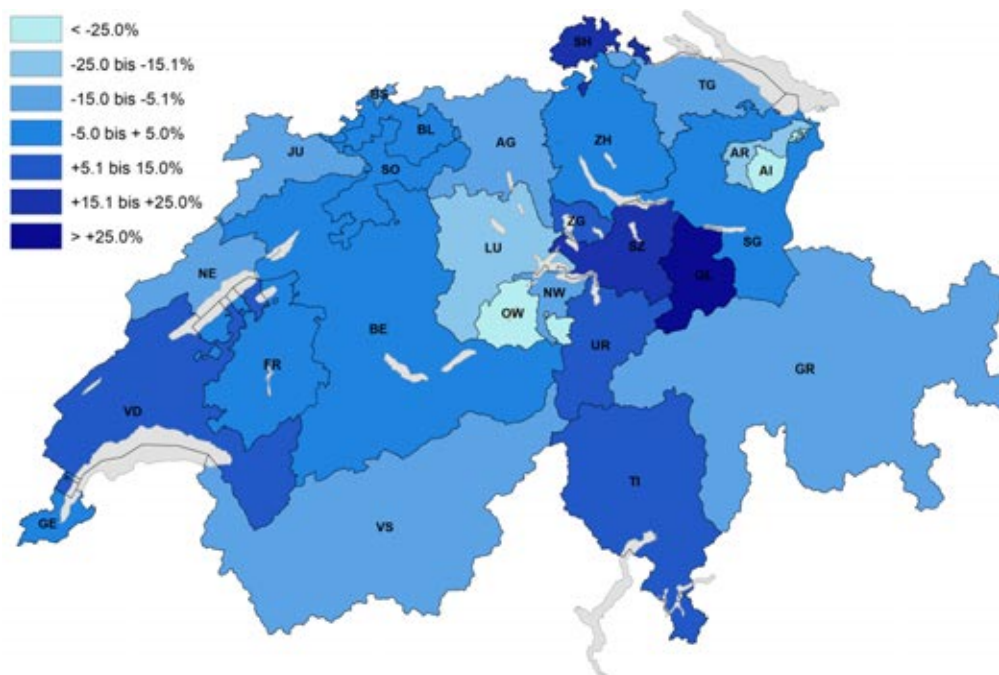 < -25.0%
-25.0 bis -15.1%
-15.0 bis -5.1%
-5.0 bis + 5.0%
+5.1 bis 15.0%
+15.1 bis +25.0%
> +25.0%
SH
TG
BS
BL
AG
ZH
JU
SO
AR
AI
ZG
LU
SZ
SG
NE
GL
NW
OW
BE
UR
FR
GR
VD
TI
GE
VS